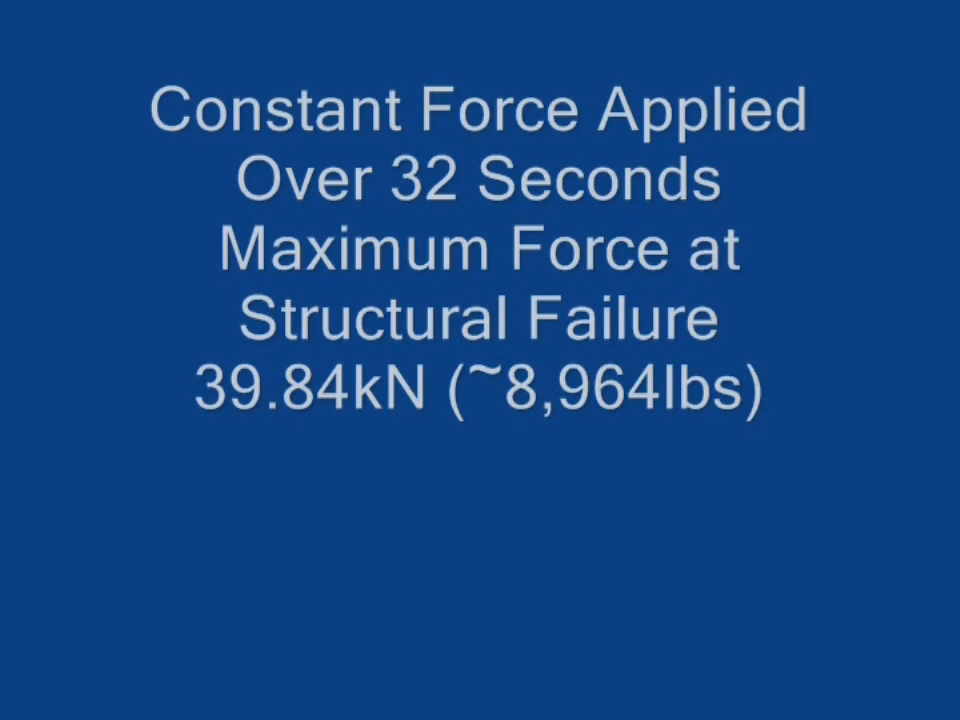 Constant Force Applied
Over 32 Seconds
Maximum Force at
Structural Failure
39.84kN (~8,964lbs)